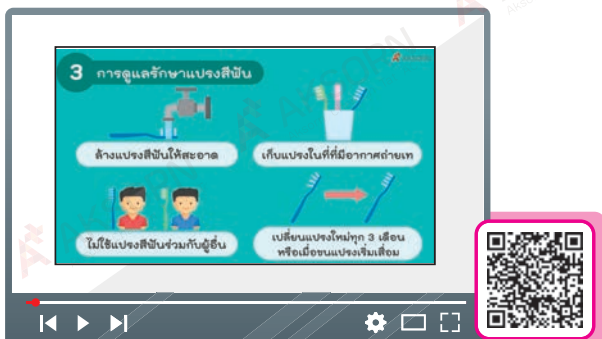 3 การดูแลรักษาแปรงสีฟัน
ล้างแปรงสีฟันให้สะอาด
เก็บแปรงในที่ที่มีอากาศถ่ายเท
ไม่ใช้แปรงสีฟันร่วมกับผู้อื่น
เปลี่ยนแปรงใหม่ทุก 3 เดือน
หรือเมื่อขนแปรงเริ่มเสื่อม
AKSORN